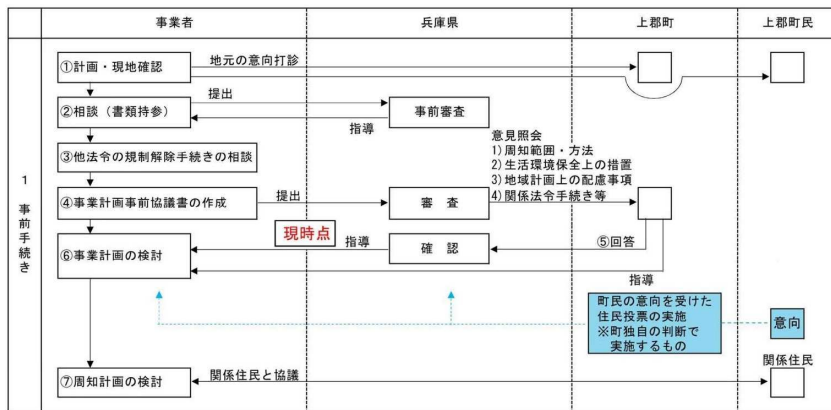 事業者
兵庫県
上郡町
上郡町民
1 事前手続き
①計画・現地確認
地元の意向打診
②相談（書類持参）
提出
事前審査
指導
③他法令の規制解除手続きの相談
意見照会
1）周知範囲・方法
2）生活環境保全上の措置
3）地域計画上の配慮事項
4）関係法令手続き等
④事業計画事前協議書の作成
提出
審　査
現時点
⑥事業計画の検討
指導
確　認
⑤回答
指導
町民の意向を受けた
住民投票の実施
※町独自の判断で
実施するもの
意向
関係住民
⑦周知計画の検討
関係住民と協議